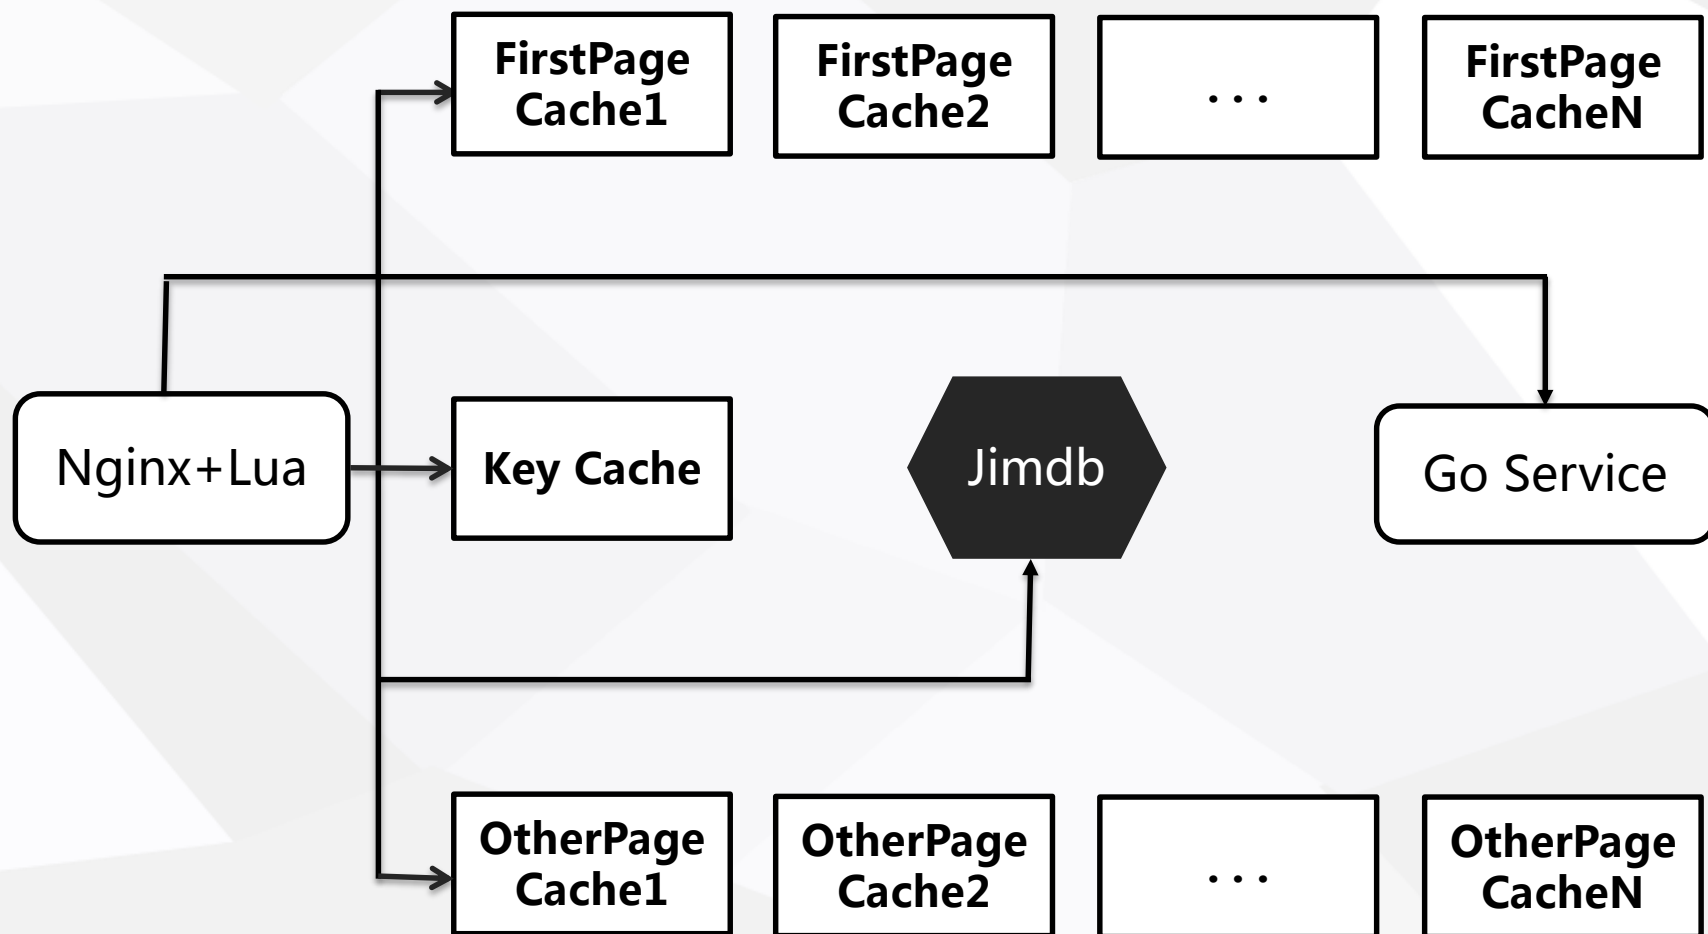 FirstPage
Cache1
FirstPage
Cache2
...
FirstPage
CacheN
Nginx+Lua
Key Cache
Jimdb
Go Service
OtherPage
Cache1
OtherPage
Cache2
...
OtherPage
CacheN